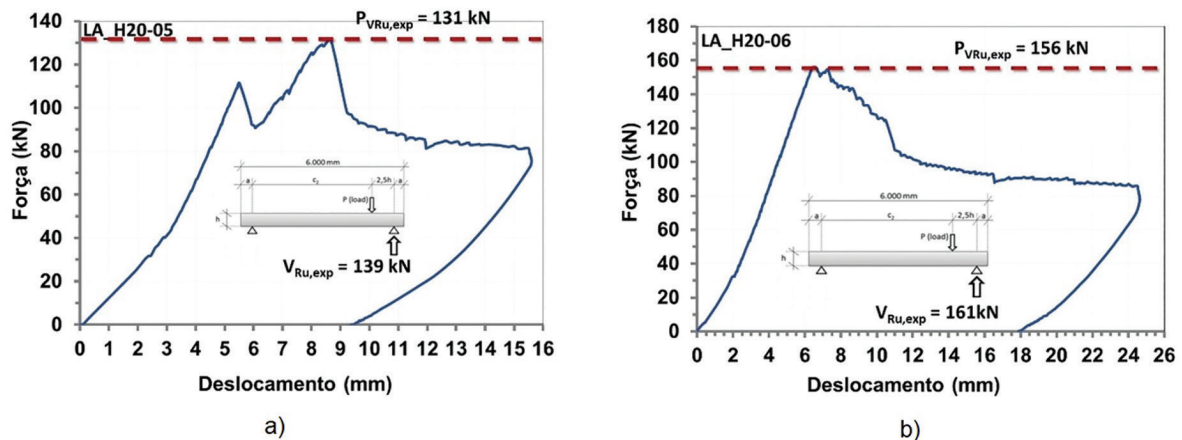 LA_H20-05
P_VRu,exp = 131 kN
Força (kN)
140
120
100
80
60
40
20
0
6.000 mm
a
c₂
2,5h
a
P (load)
h
V_Ru,exp = 139 kN
0 1 2 3 4 5 6 7 8 9 10 11 12 13 14 15 16
Deslocamento (mm)
a)
LA_H20-06
P_VRu,exp = 156 kN
Força (kN)
180
160
140
120
100
80
60
40
20
0
6.000 mm
a
c₂
2,5h
a
P (load)
h
V_Ru,exp = 161kN
0 2 4 6 8 10 12 14 16 18 20 22 24 26
Deslocamento (mm)
b)